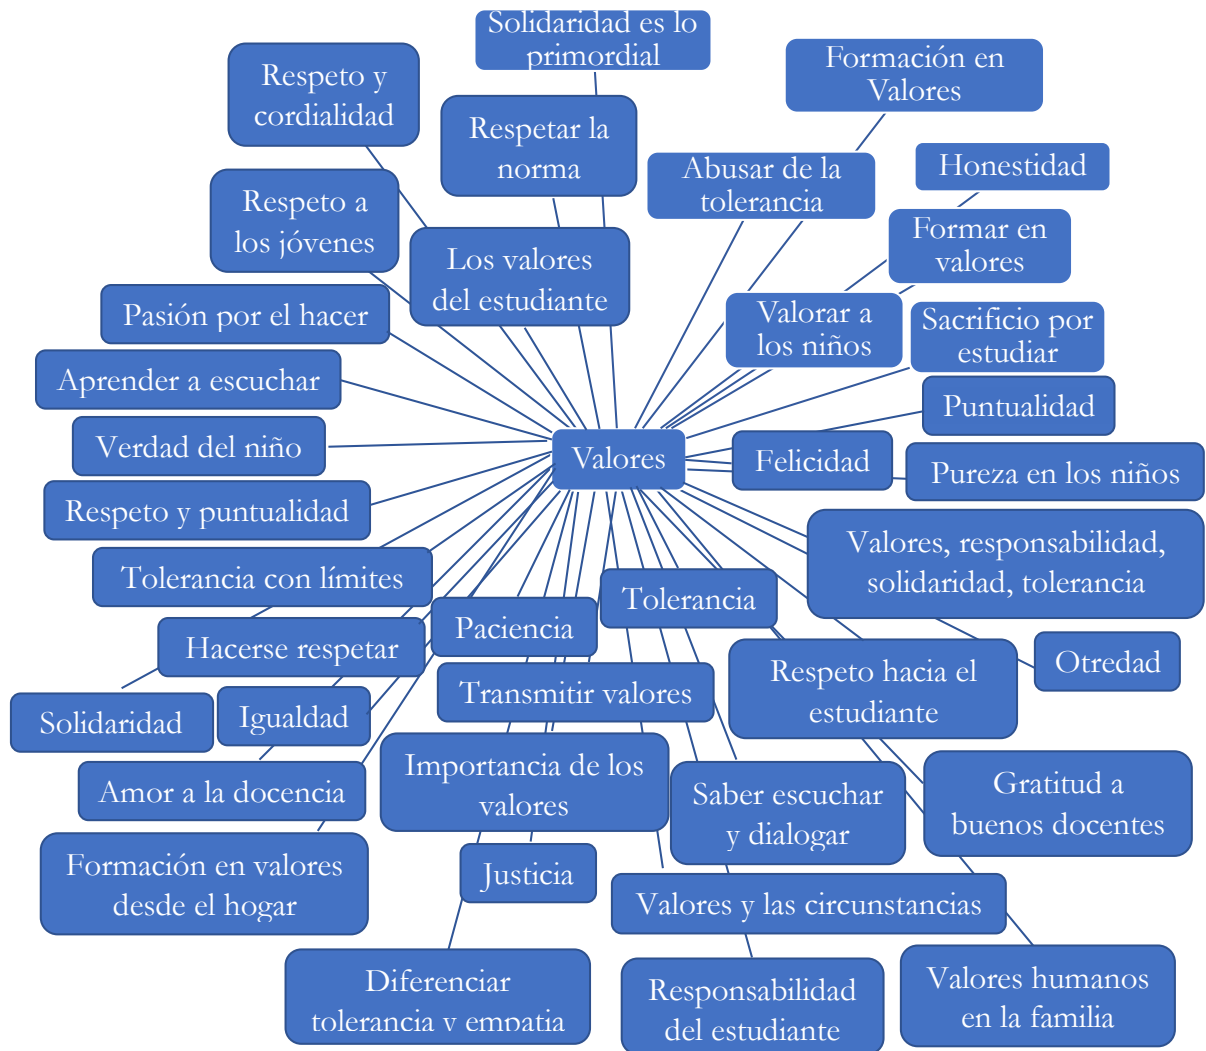 Solidaridad es lo
primordial
Respeto y
cordialidad
Formación en
Valores
Respetar la
norma
Abusar de la
tolerancia
Honestidad
Respeto a
los jóvenes
Formar en
valores
Los valores
del estudiante
Pasión por el hacer
Valorar a
los niños
Sacrificio por
estudiar
Aprender a escuchar
Puntualidad
Verdad del niño
Valores
Felicidad
Pureza en los niños
Respeto y puntualidad
Valores, responsabilidad,
solidaridad, tolerancia
Tolerancia con límites
Tolerancia
Paciencia
Hacerse respetar
Otredad
Respeto hacia el
estudiante
Transmitir valores
Solidaridad
Igualdad
Importancia de los
valores
Amor a la docencia
Saber escuchar
y dialogar
Gratitud a
buenos docentes
Formación en valores
desde el hogar
Justicia
Valores y las circunstancias
Diferenciar
tolerancia y empatia
Responsabilidad
del estudiante
Valores humanos
en la familia